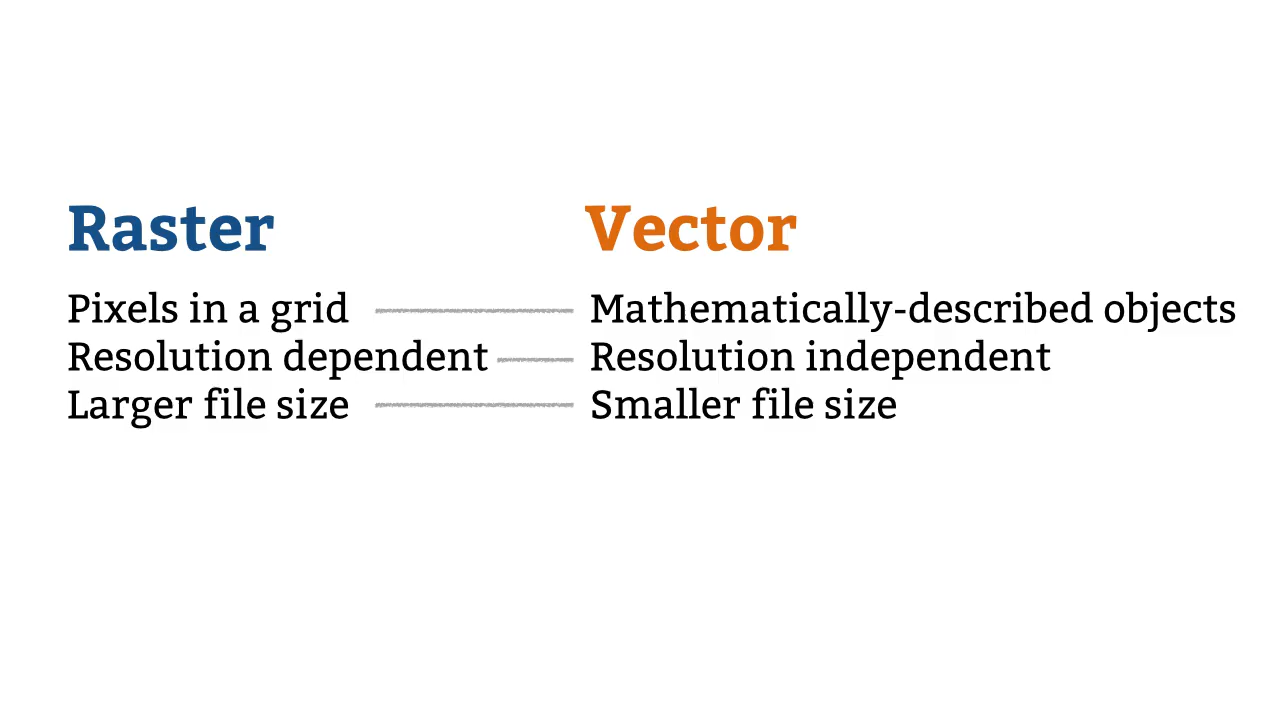 Raster Vector
Pixels in a grid Mathematically-described objects
Resolution dependent Resolution independent
Larger file size Smaller file size